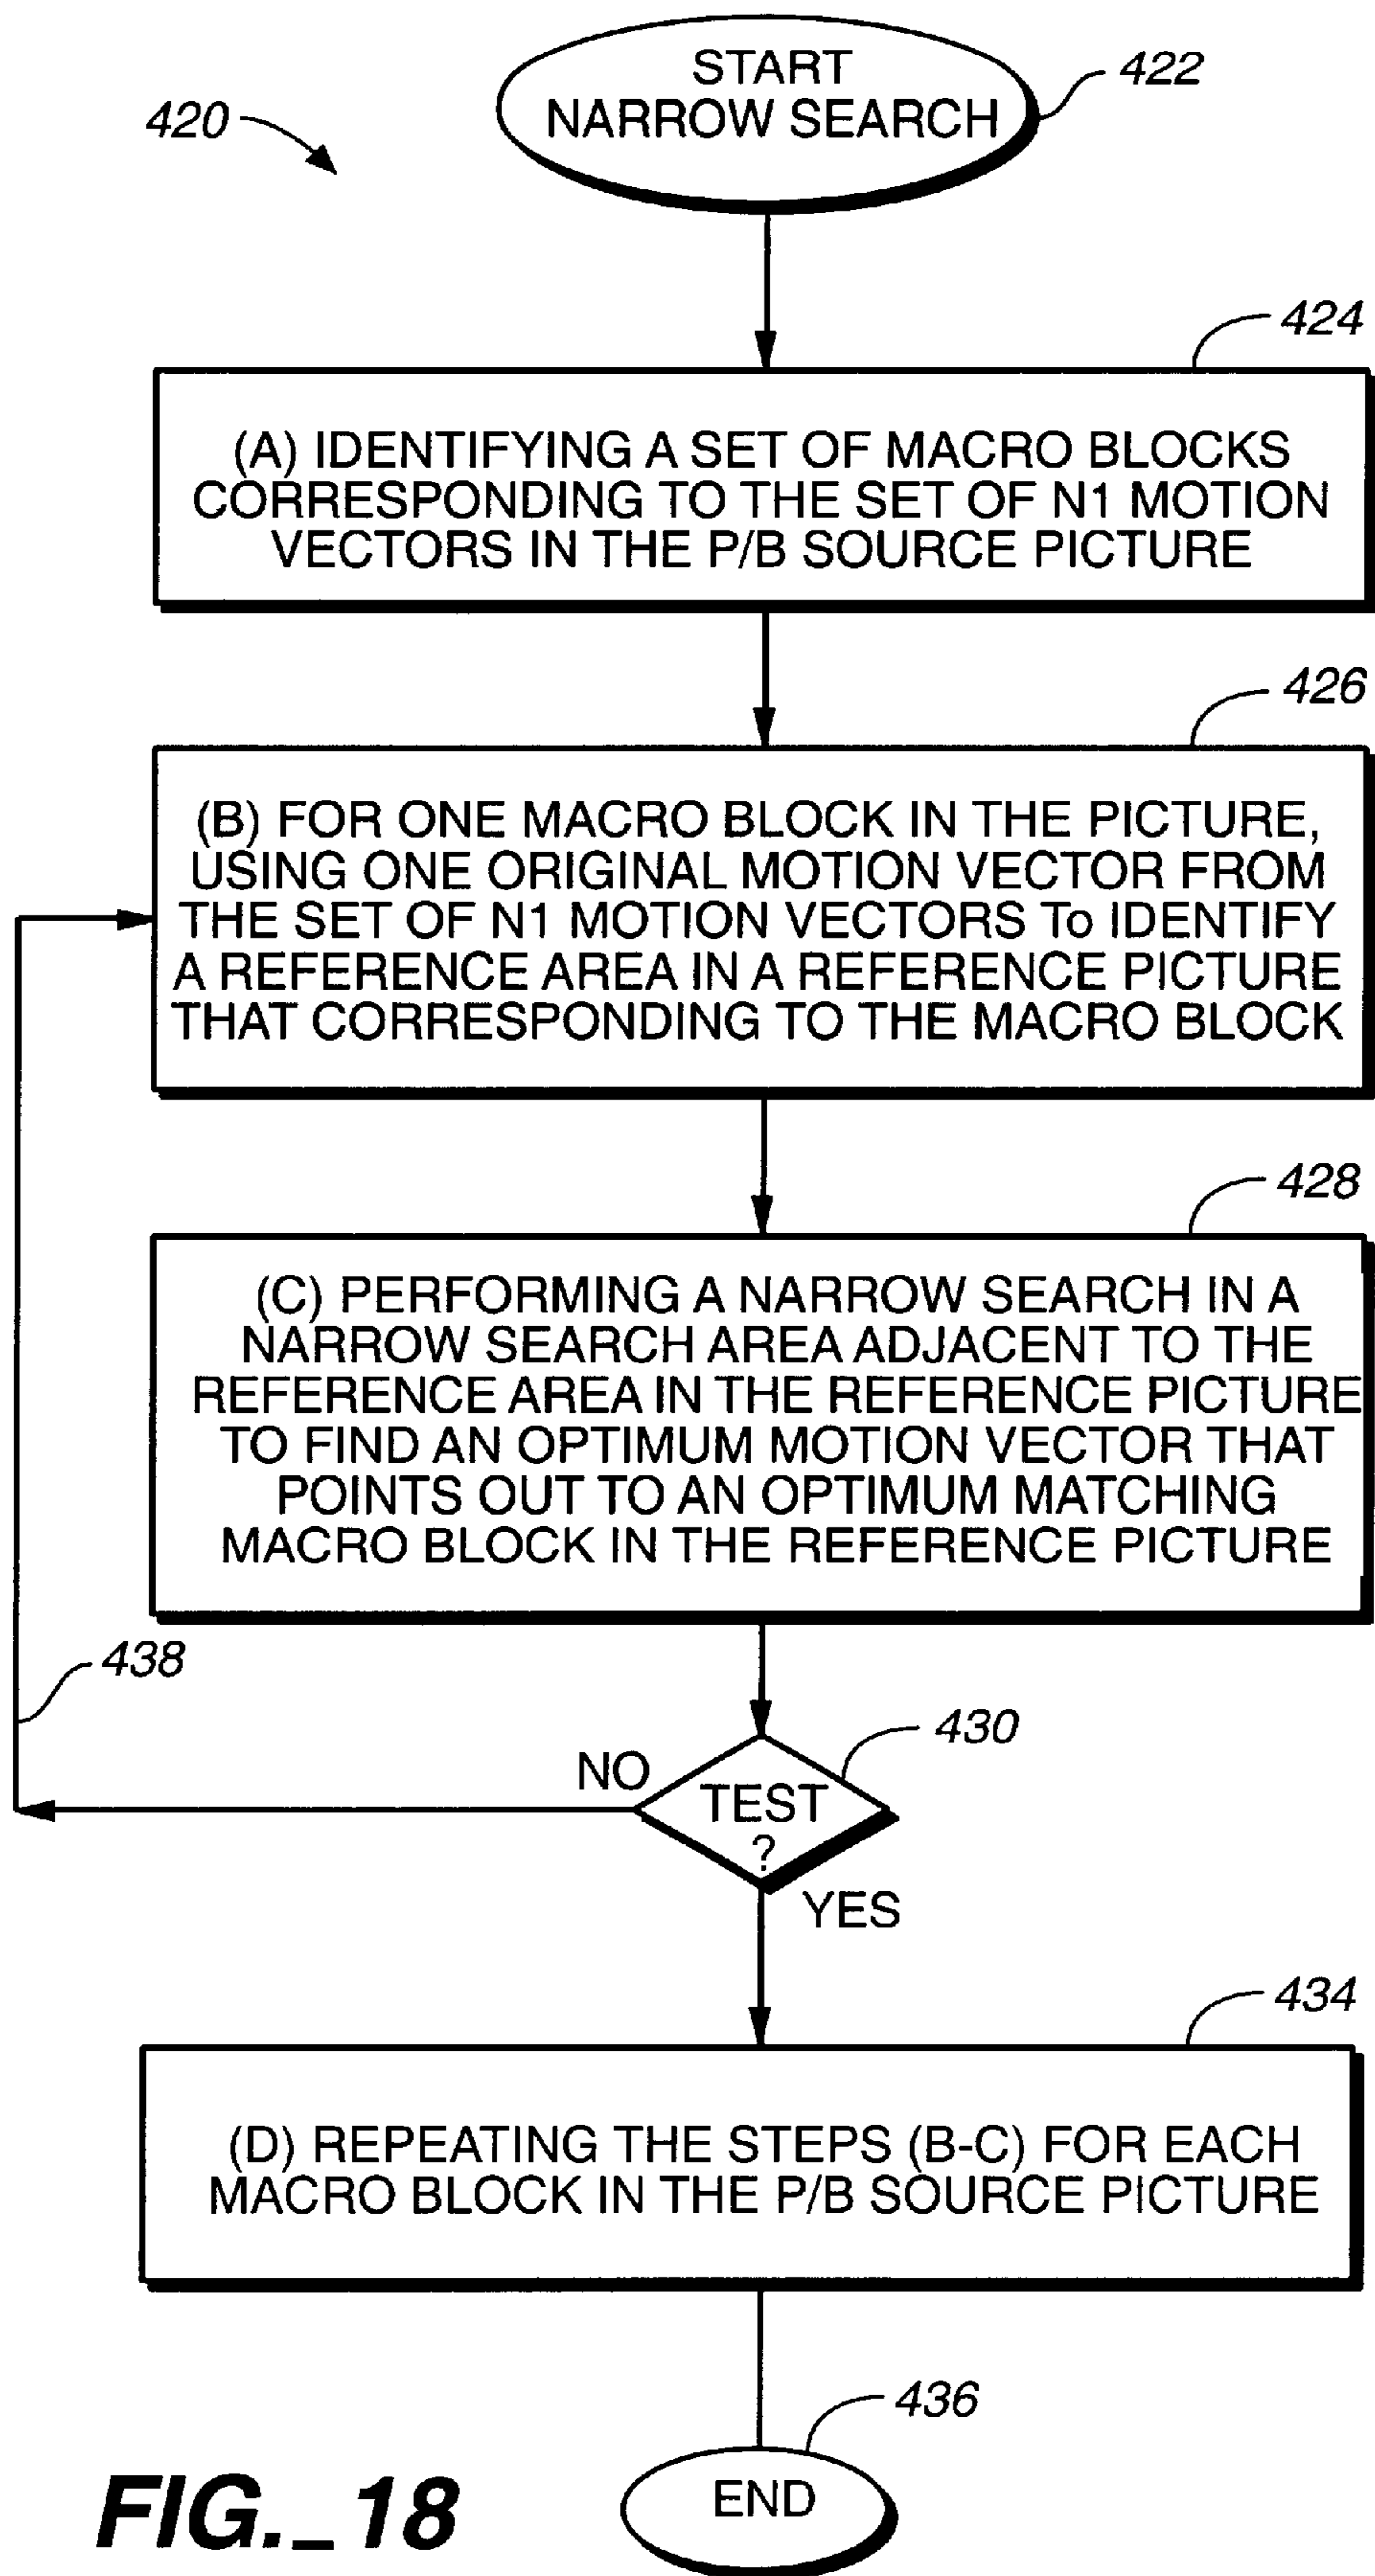 420
START
NARROW SEARCH
422
424
(A) IDENTIFYING A SET OF MACRO BLOCKS
CORRESPONDING TO THE SET OF N1 MOTION
VECTORS IN THE P/B SOURCE PICTURE
426
(B) FOR ONE MACRO BLOCK IN THE PICTURE,
USING ONE ORIGINAL MOTION VECTOR FROM
THE SET OF N1 MOTION VECTORS To IDENTIFY
A REFERENCE AREA IN A REFERENCE PICTURE
THAT CORRESPONDING TO THE MACRO BLOCK
428
(C) PERFORMING A NARROW SEARCH IN A
NARROW SEARCH AREA ADJACENT TO THE
REFERENCE AREA IN THE REFERENCE PICTURE
TO FIND AN OPTIMUM MOTION VECTOR THAT
POINTS OUT TO AN OPTIMUM MATCHING
MACRO BLOCK IN THE REFERENCE PICTURE
438
430
NO
TEST
?
YES
434
(D) REPEATING THE STEPS (B-C) FOR EACH
MACRO BLOCK IN THE P/B SOURCE PICTURE
436
END
FIG._18